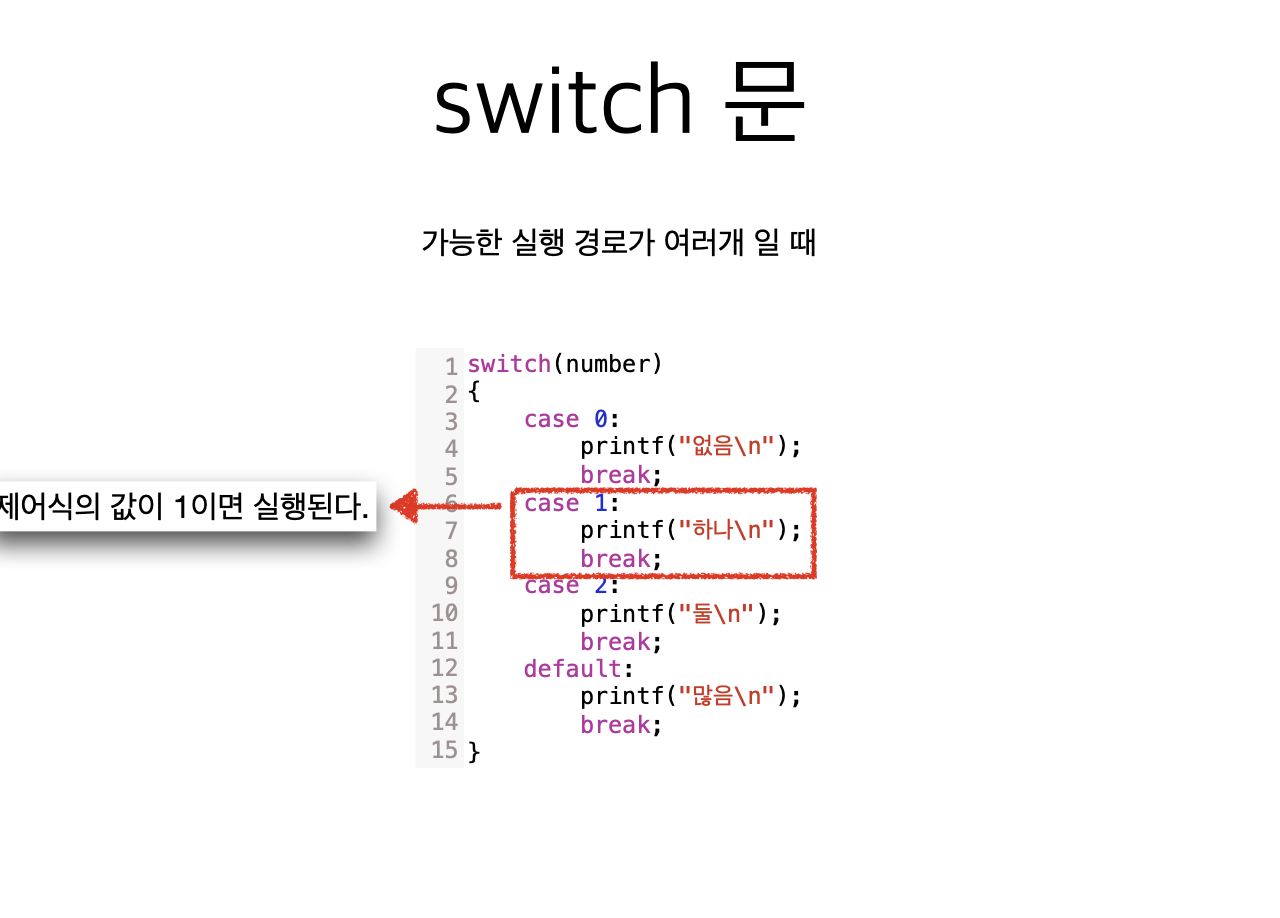 switch 문
가능한 실행 경로가 여러개 일 때
1 switch(number)
2 {
3 case 0:
4 printf("없음\n");
5 break;
제어식의 값이 1이면 실행된다.
6 case 1:
7 printf("하나\n");
8 break;
9 case 2:
10 printf("둘\n");
11 break;
12 default:
13 printf("많음\n");
14 break;
15 }